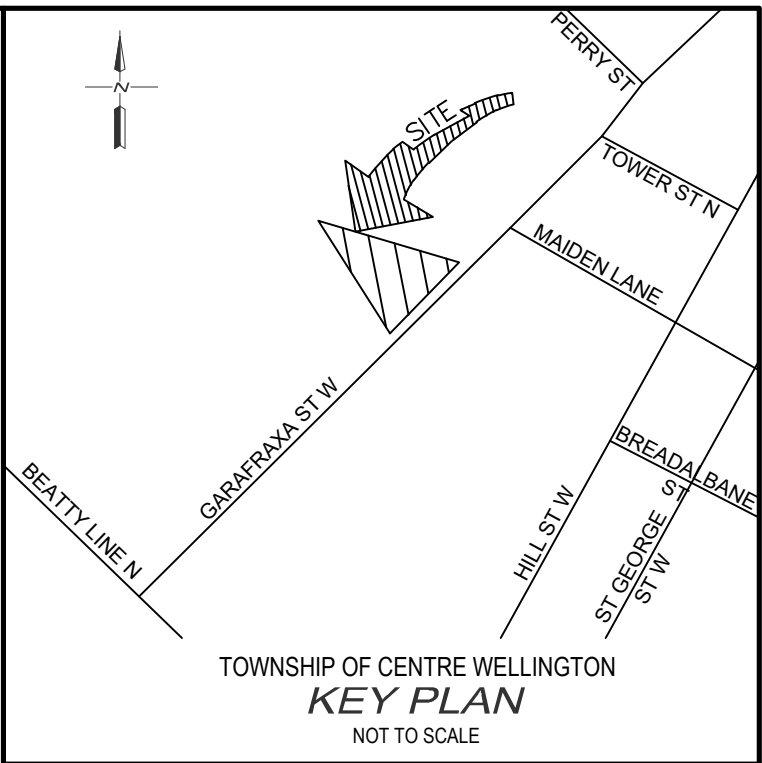 PERRY ST
N
SITE
TOWER ST N
MAIDEN LANE
GARAFRAXA ST W
BREADALBANE
ST
BEATTY LINE N
HILL ST W
ST GEORGE
ST W
TOWNSHIP OF CENTRE WELLINGTON
KEY PLAN
NOT TO SCALE